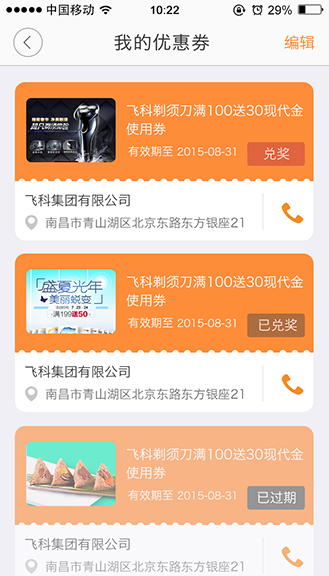 中国移动
10:22
29%
我的优惠券
编辑
飞科剃须刀满100送30现代金
使用券
有效期至 2015-08-31
兑奖
飞科集团有限公司
南昌市青山湖区北京东路东方银座21
盛夏光年
美丽蜕变
满199送50
飞科剃须刀满100送30现代金
使用券
有效期至 2015-08-31
已兑奖
飞科集团有限公司
南昌市青山湖区北京东路东方银座21
飞科剃须刀满100送30现代金
使用券
有效期至 2015-08-31
已过期
飞科集团有限公司
南昌市青山湖区北京东路东方银座21